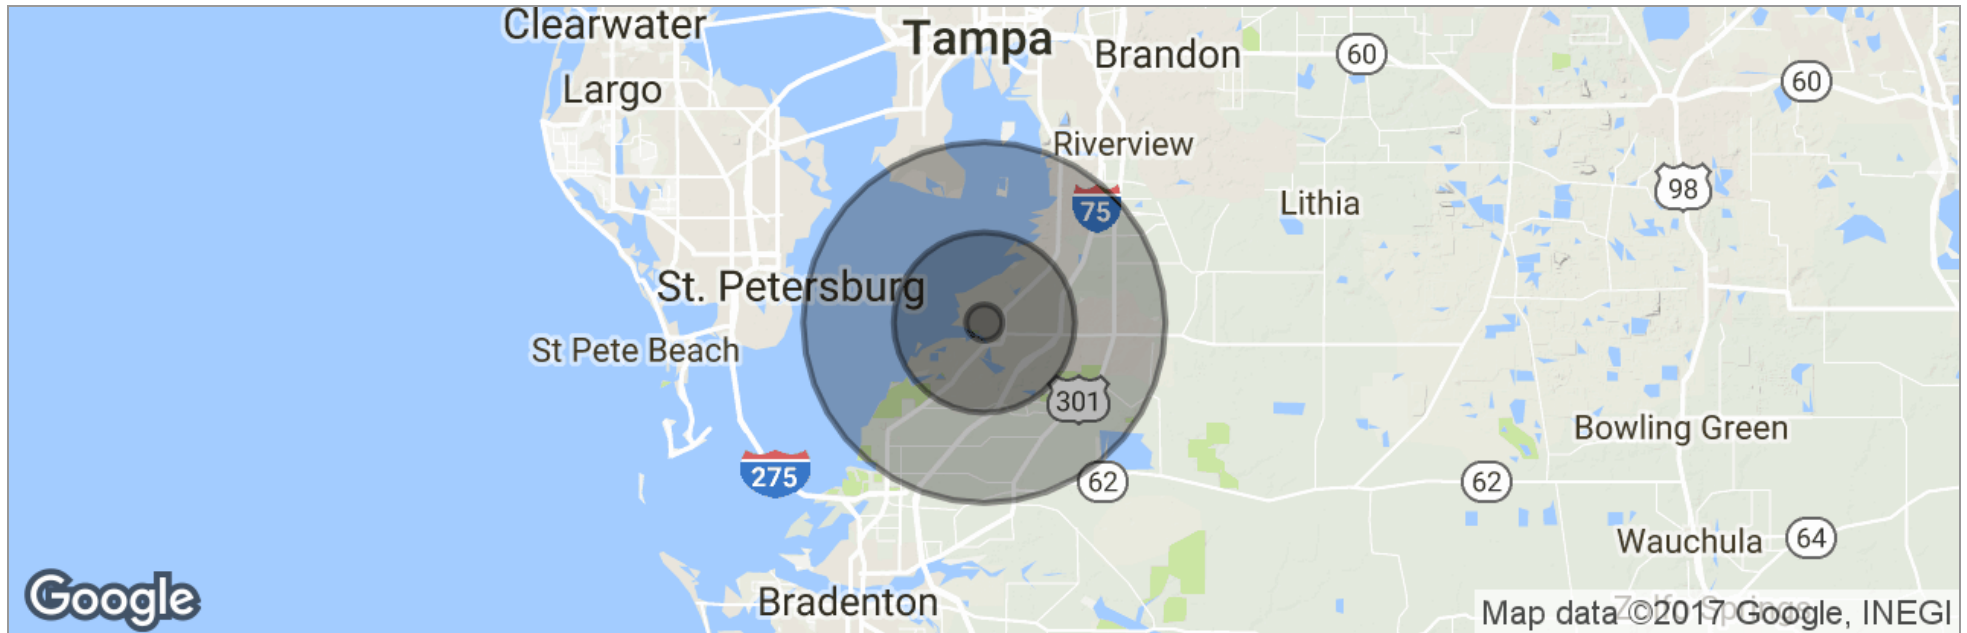 Clearwater
Tampa
Brandon
60
60
Largo
Riverview
98
Lithia
75
St. Petersburg
St Pete Beach
301
Bowling Green
275
62
62
Wauchula
64
Google
Bradenton
Map data ©2017 Google, INEGI